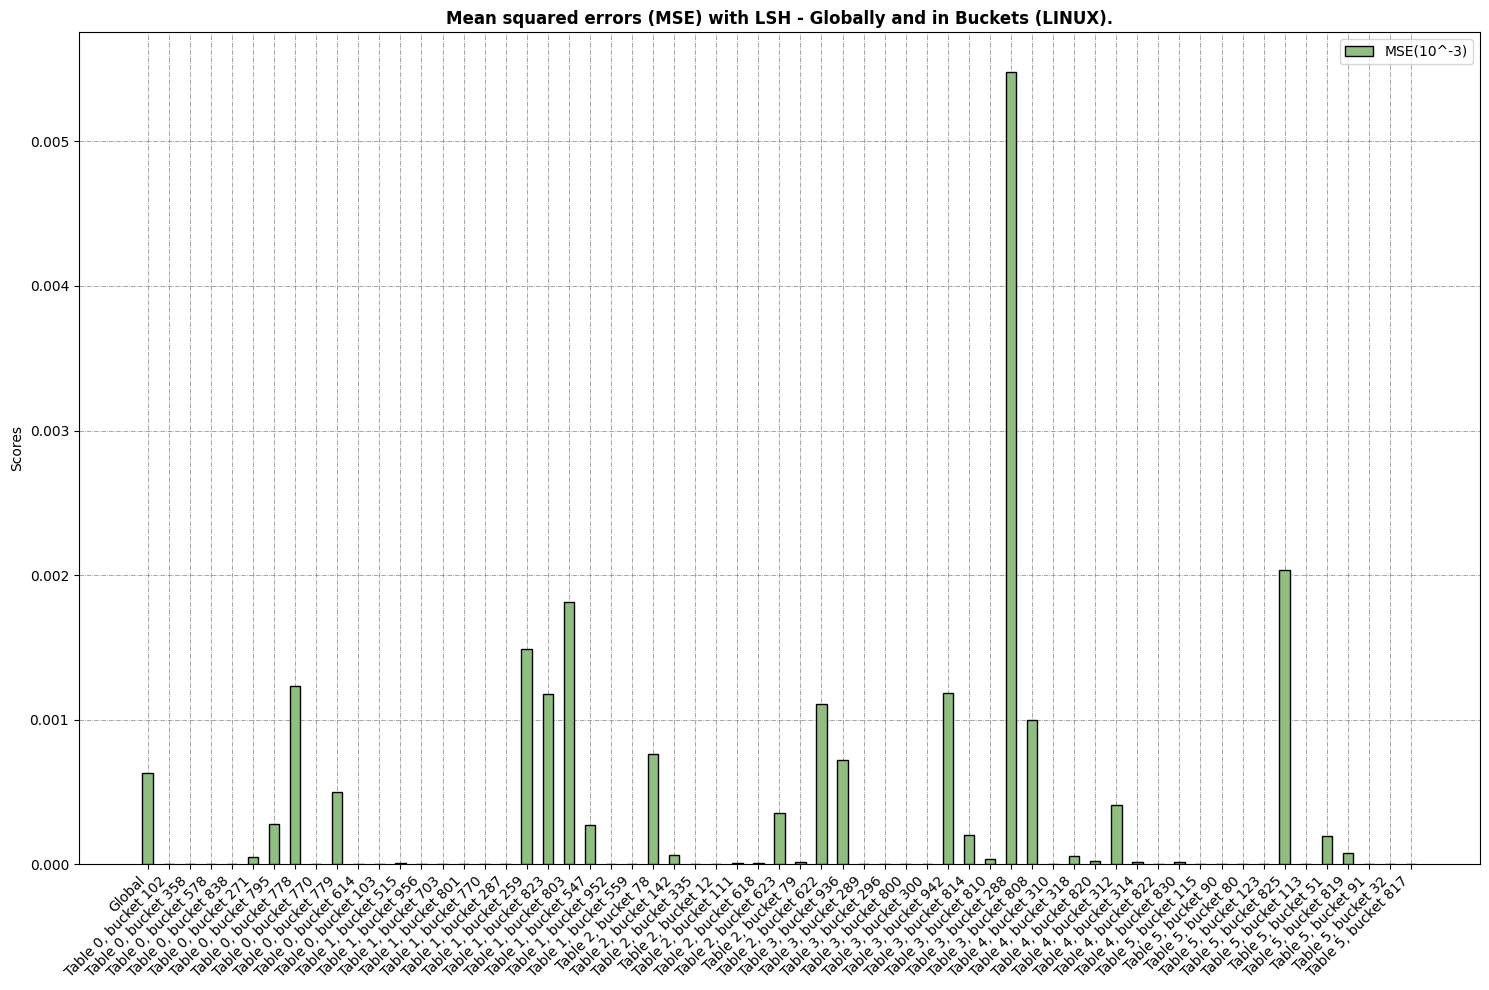 Mean squared errors (MSE) with LSH - Globally and in Buckets (LINUX).
MSE(10^-3)
Scores
0.005
0.004
0.003
0.002
0.001
0.000
Global
Table 0, bucket 102
Table 0, bucket 358
Table 0, bucket 578
Table 0, bucket 838
Table 0, bucket 271
Table 0, bucket 795
Table 0, bucket 778
Table 0, bucket 770
Table 0, bucket 779
Table 0, bucket 614
Table 0, bucket 103
Table 0, bucket 515
Table 1, bucket 956
Table 1, bucket 703
Table 1, bucket 801
Table 1, bucket 770
Table 1, bucket 287
Table 1, bucket 259
Table 1, bucket 823
Table 1, bucket 803
Table 1, bucket 547
Table 1, bucket 952
Table 1, bucket 559
Table 2, bucket 78
Table 2, bucket 142
Table 2, bucket 335
Table 2, bucket 12
Table 2, bucket 111
Table 2, bucket 618
Table 2, bucket 623
Table 2, bucket 79
Table 2, bucket 622
Table 3, bucket 936
Table 3, bucket 289
Table 3, bucket 296
Table 3, bucket 800
Table 3, bucket 300
Table 3, bucket 942
Table 3, bucket 814
Table 3, bucket 810
Table 3, bucket 288
Table 3, bucket 808
Table 4, bucket 310
Table 4, bucket 318
Table 4, bucket 820
Table 4, bucket 312
Table 4, bucket 314
Table 4, bucket 822
Table 4, bucket 830
Table 5, bucket 115
Table 5, bucket 90
Table 5, bucket 80
Table 5, bucket 123
Table 5, bucket 825
Table 5, bucket 113
Table 5, bucket 51
Table 5, bucket 819
Table 5, bucket 91
Table 5, bucket 32
Table 5, bucket 817